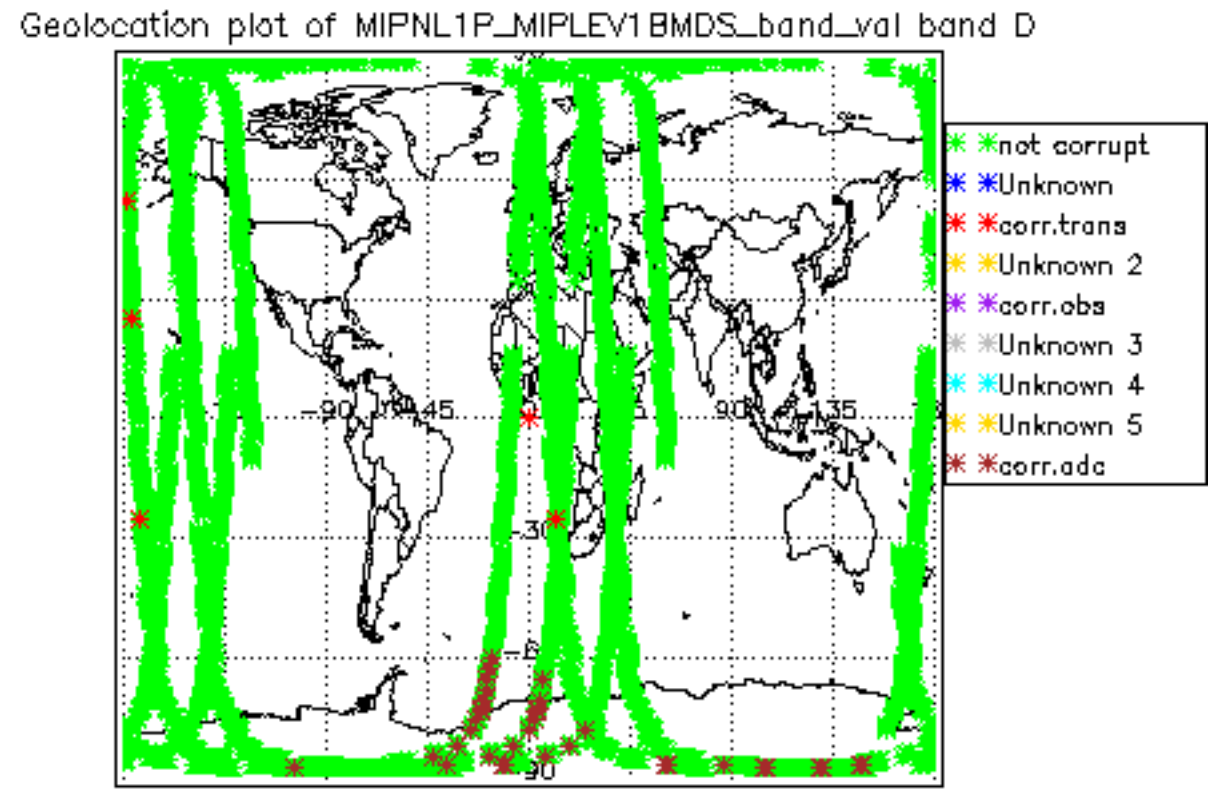 Geolocation plot of MIPNL1P_MIPLEV1BMDS_band_val band D
not corrupt
Unknown
corr.trans
Unknown 2
corr.obs
Unknown 3
Unknown 4
Unknown 5
corr.adc
-90
45
90
135
-30
-6
90